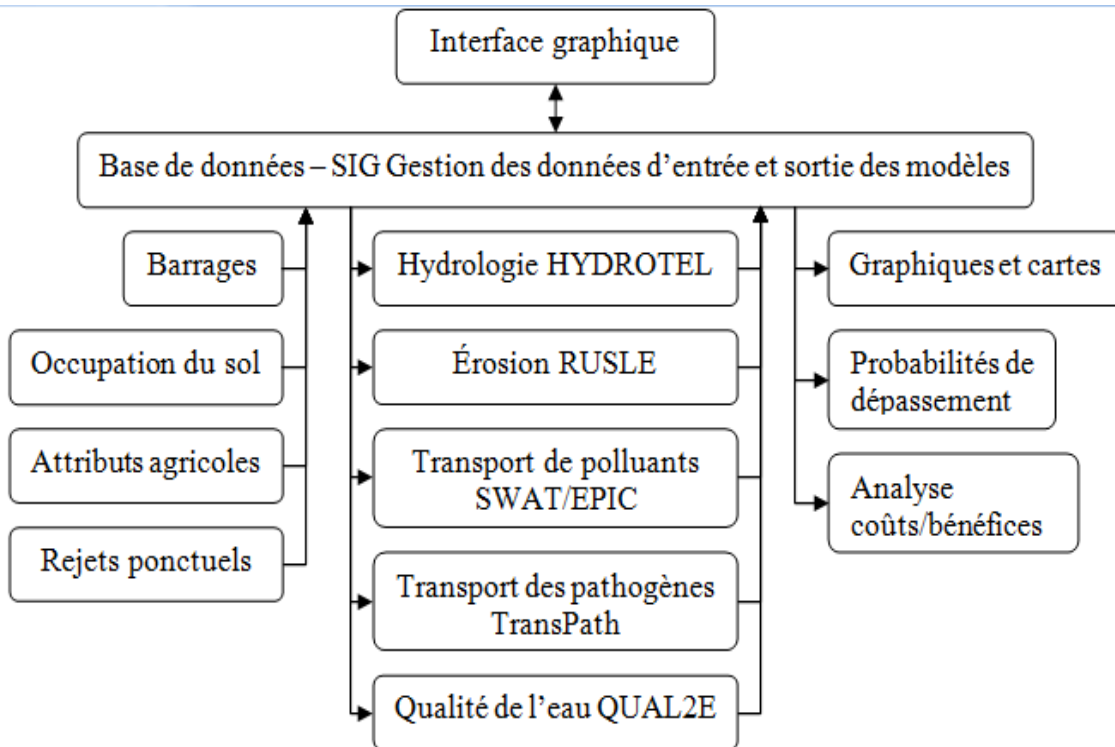 Interface graphique
Base de données – SIG Gestion des données d'entrée et sortie des modèles
Barrages
Occupation du sol
Attributs agricoles
Rejets ponctuels
Hydrologie HYDROTEL
Érosion RUSLE
Transport de polluants
SWAT/EPIC
Transport des pathogènes
TransPath
Qualité de l'eau QUAL2E
Graphiques et cartes
Probabilités de
dépassement
Analyse
coûts/bénéfices